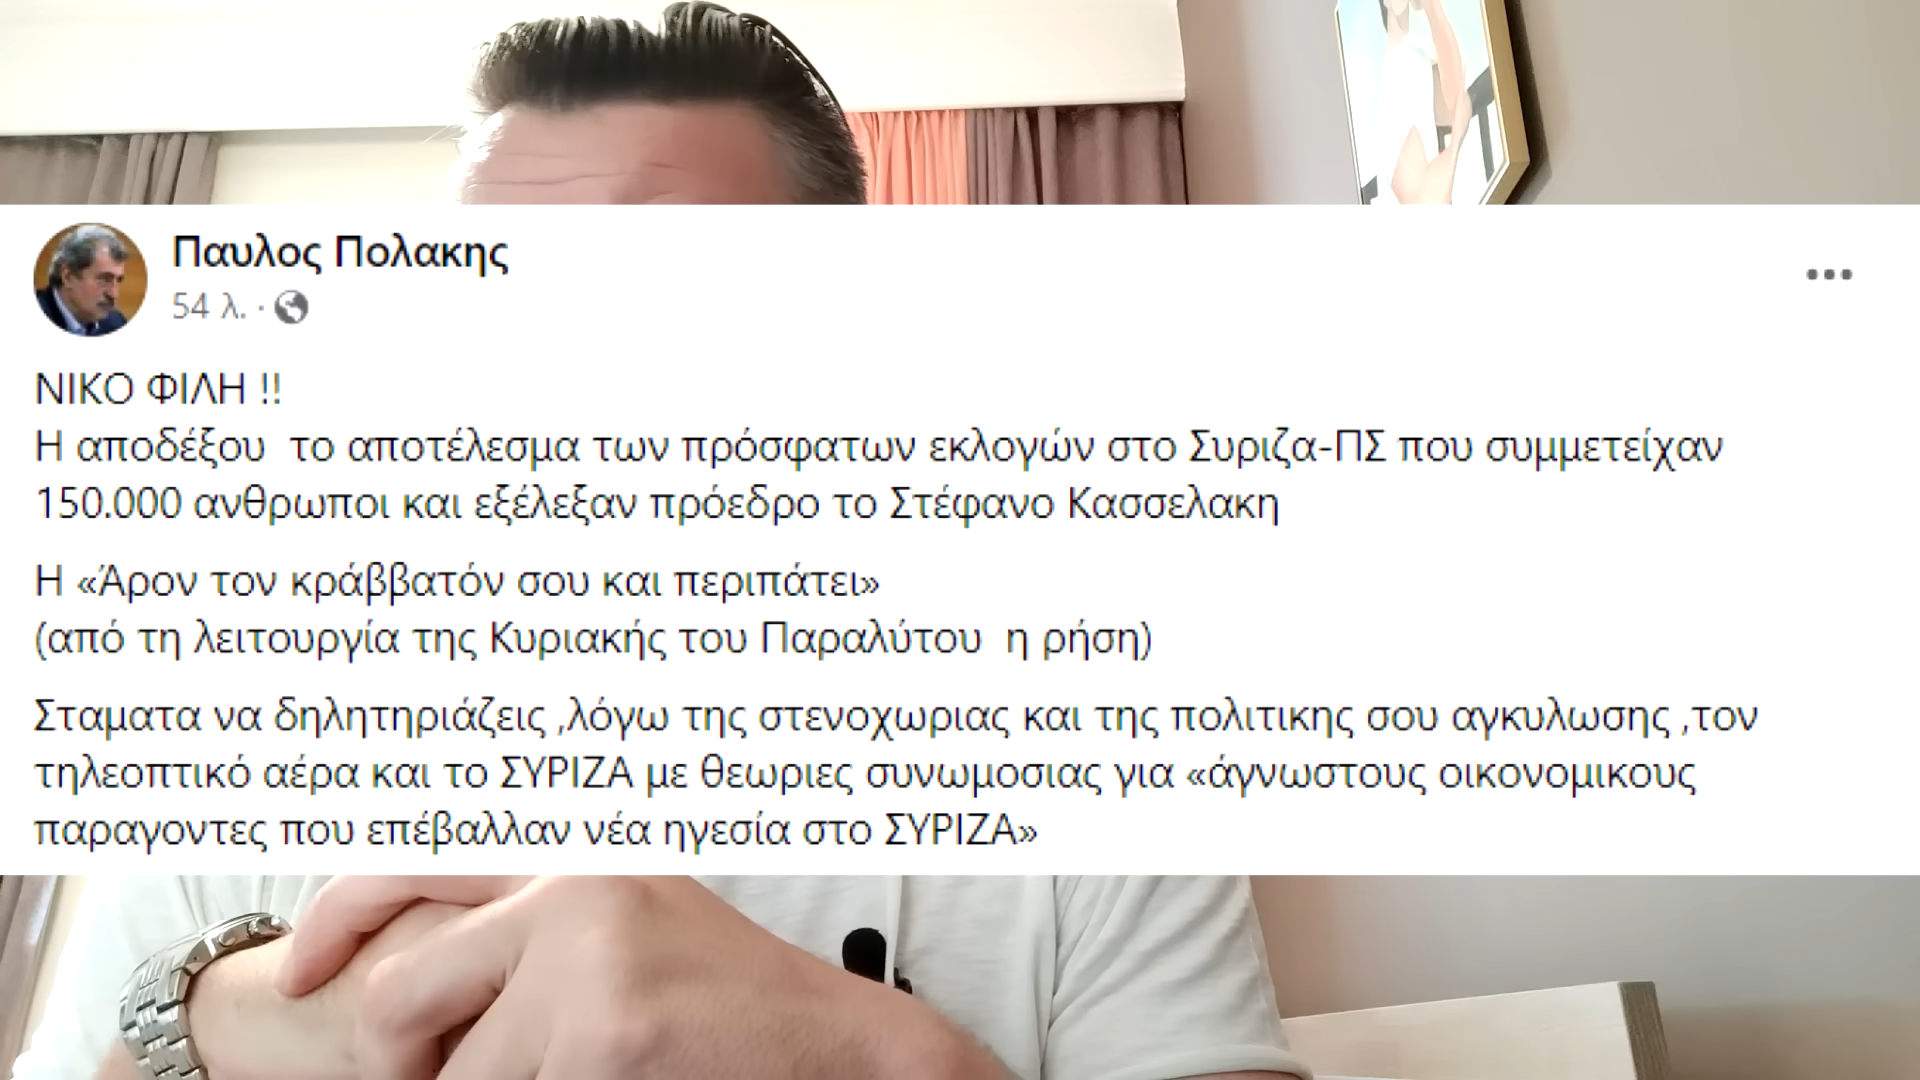 Παυλος Πολακης
54 λ. ·
ΝΙΚΟ ΦΙΛΗ !!
Η αποδέξου  το αποτέλεσμα των πρόσφατων εκλογών στο Συριζα-ΠΣ που συμμετείχαν
150.000 ανθρωποι και εξέλεξαν πρόεδρο το Στέφανο Κασσελακη
Η «Άρον τον κράββατόν σου και περιπάτει»
(από τη λειτουργία της Κυριακής του Παραλύτου  η ρήση)
Σταματα να δηλητηριάζεις ,λόγω της στενοχωριας και της πολιτικης σου αγκυλωσης ,τον
τηλεοπτικό αέρα και το ΣΥΡΙΖΑ με θεωριες συνωμοσιας για «άγνωστους οικονομικους
παραγοντες που επέβαλλαν νέα ηγεσία στο ΣΥΡΙΖΑ»